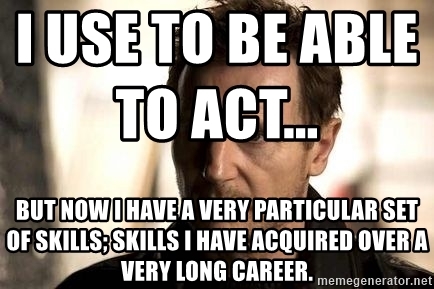 I USE TO BE ABLE
TO ACT...
BUT NOW I HAVE A VERY PARTICULAR SET
OF SKILLS; SKILLS I HAVE ACQUIRED OVER A
VERY LONG CAREER.
memegenerator.net